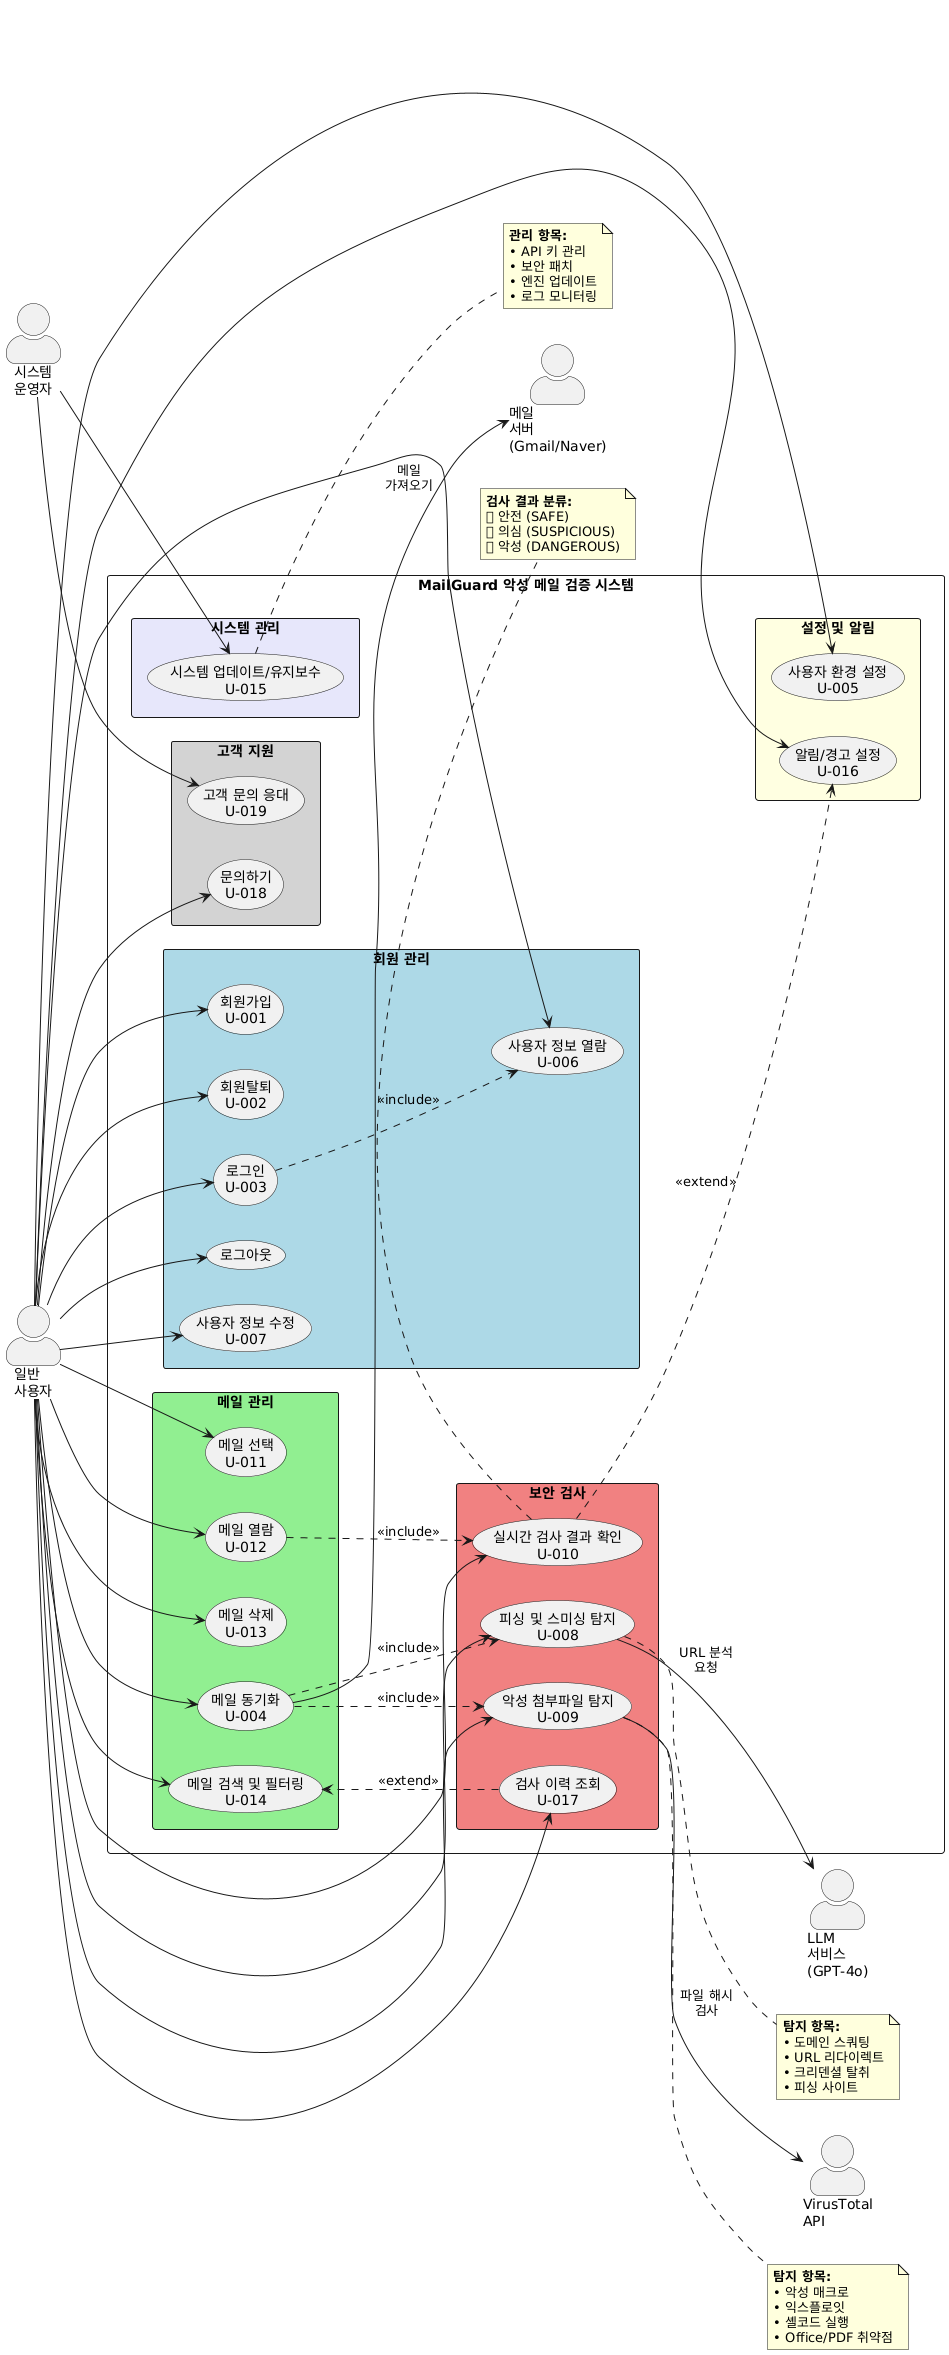 관리 항목:
• API 키 관리
• 보안 패치
• 엔진 업데이트
• 로그 모니터링
시스템
운영자
메일
서버
(Gmail/Naver)
메일
가져오기
검사 결과 분류:
안전 (SAFE)
의심 (SUSPICIOUS)
악성 (DANGEROUS)
MailGuard 악성 메일 검증 시스템
시스템 관리
시스템 업데이트/유지보수
U-015
설정 및 알림
사용자 환경 설정
U-005
알림/경고 설정
U-016
고객 지원
고객 문의 응대
U-019
문의하기
U-018
회원 관리
회원가입
U-001
사용자 정보 열람
U-006
회원탈퇴
U-002
«include»
로그인
U-003
«extend»
로그아웃
사용자 정보 수정
U-007
일반
사용자
메일 관리
메일 선택
U-011
메일 열람
U-012
«include»
메일 삭제
U-013
«include»
메일 동기화
U-004
«include»
메일 검색 및 필터링
U-014
«extend»
보안 검사
실시간 검사 결과 확인
U-010
피싱 및 스미싱 탐지
U-008
악성 첨부파일 탐지
U-009
검사 이력 조회
U-017
URL 분석
요청
LLM
서비스
(GPT-4o)
파일 해시
검사
탐지 항목:
• 도메인 스쿼팅
• URL 리다이렉트
• 크리덴셜 탈취
• 피싱 사이트
VirusTotal
API
탐지 항목:
• 악성 매크로
• 익스플로잇
• 셸코드 실행
• Office/PDF 취약점